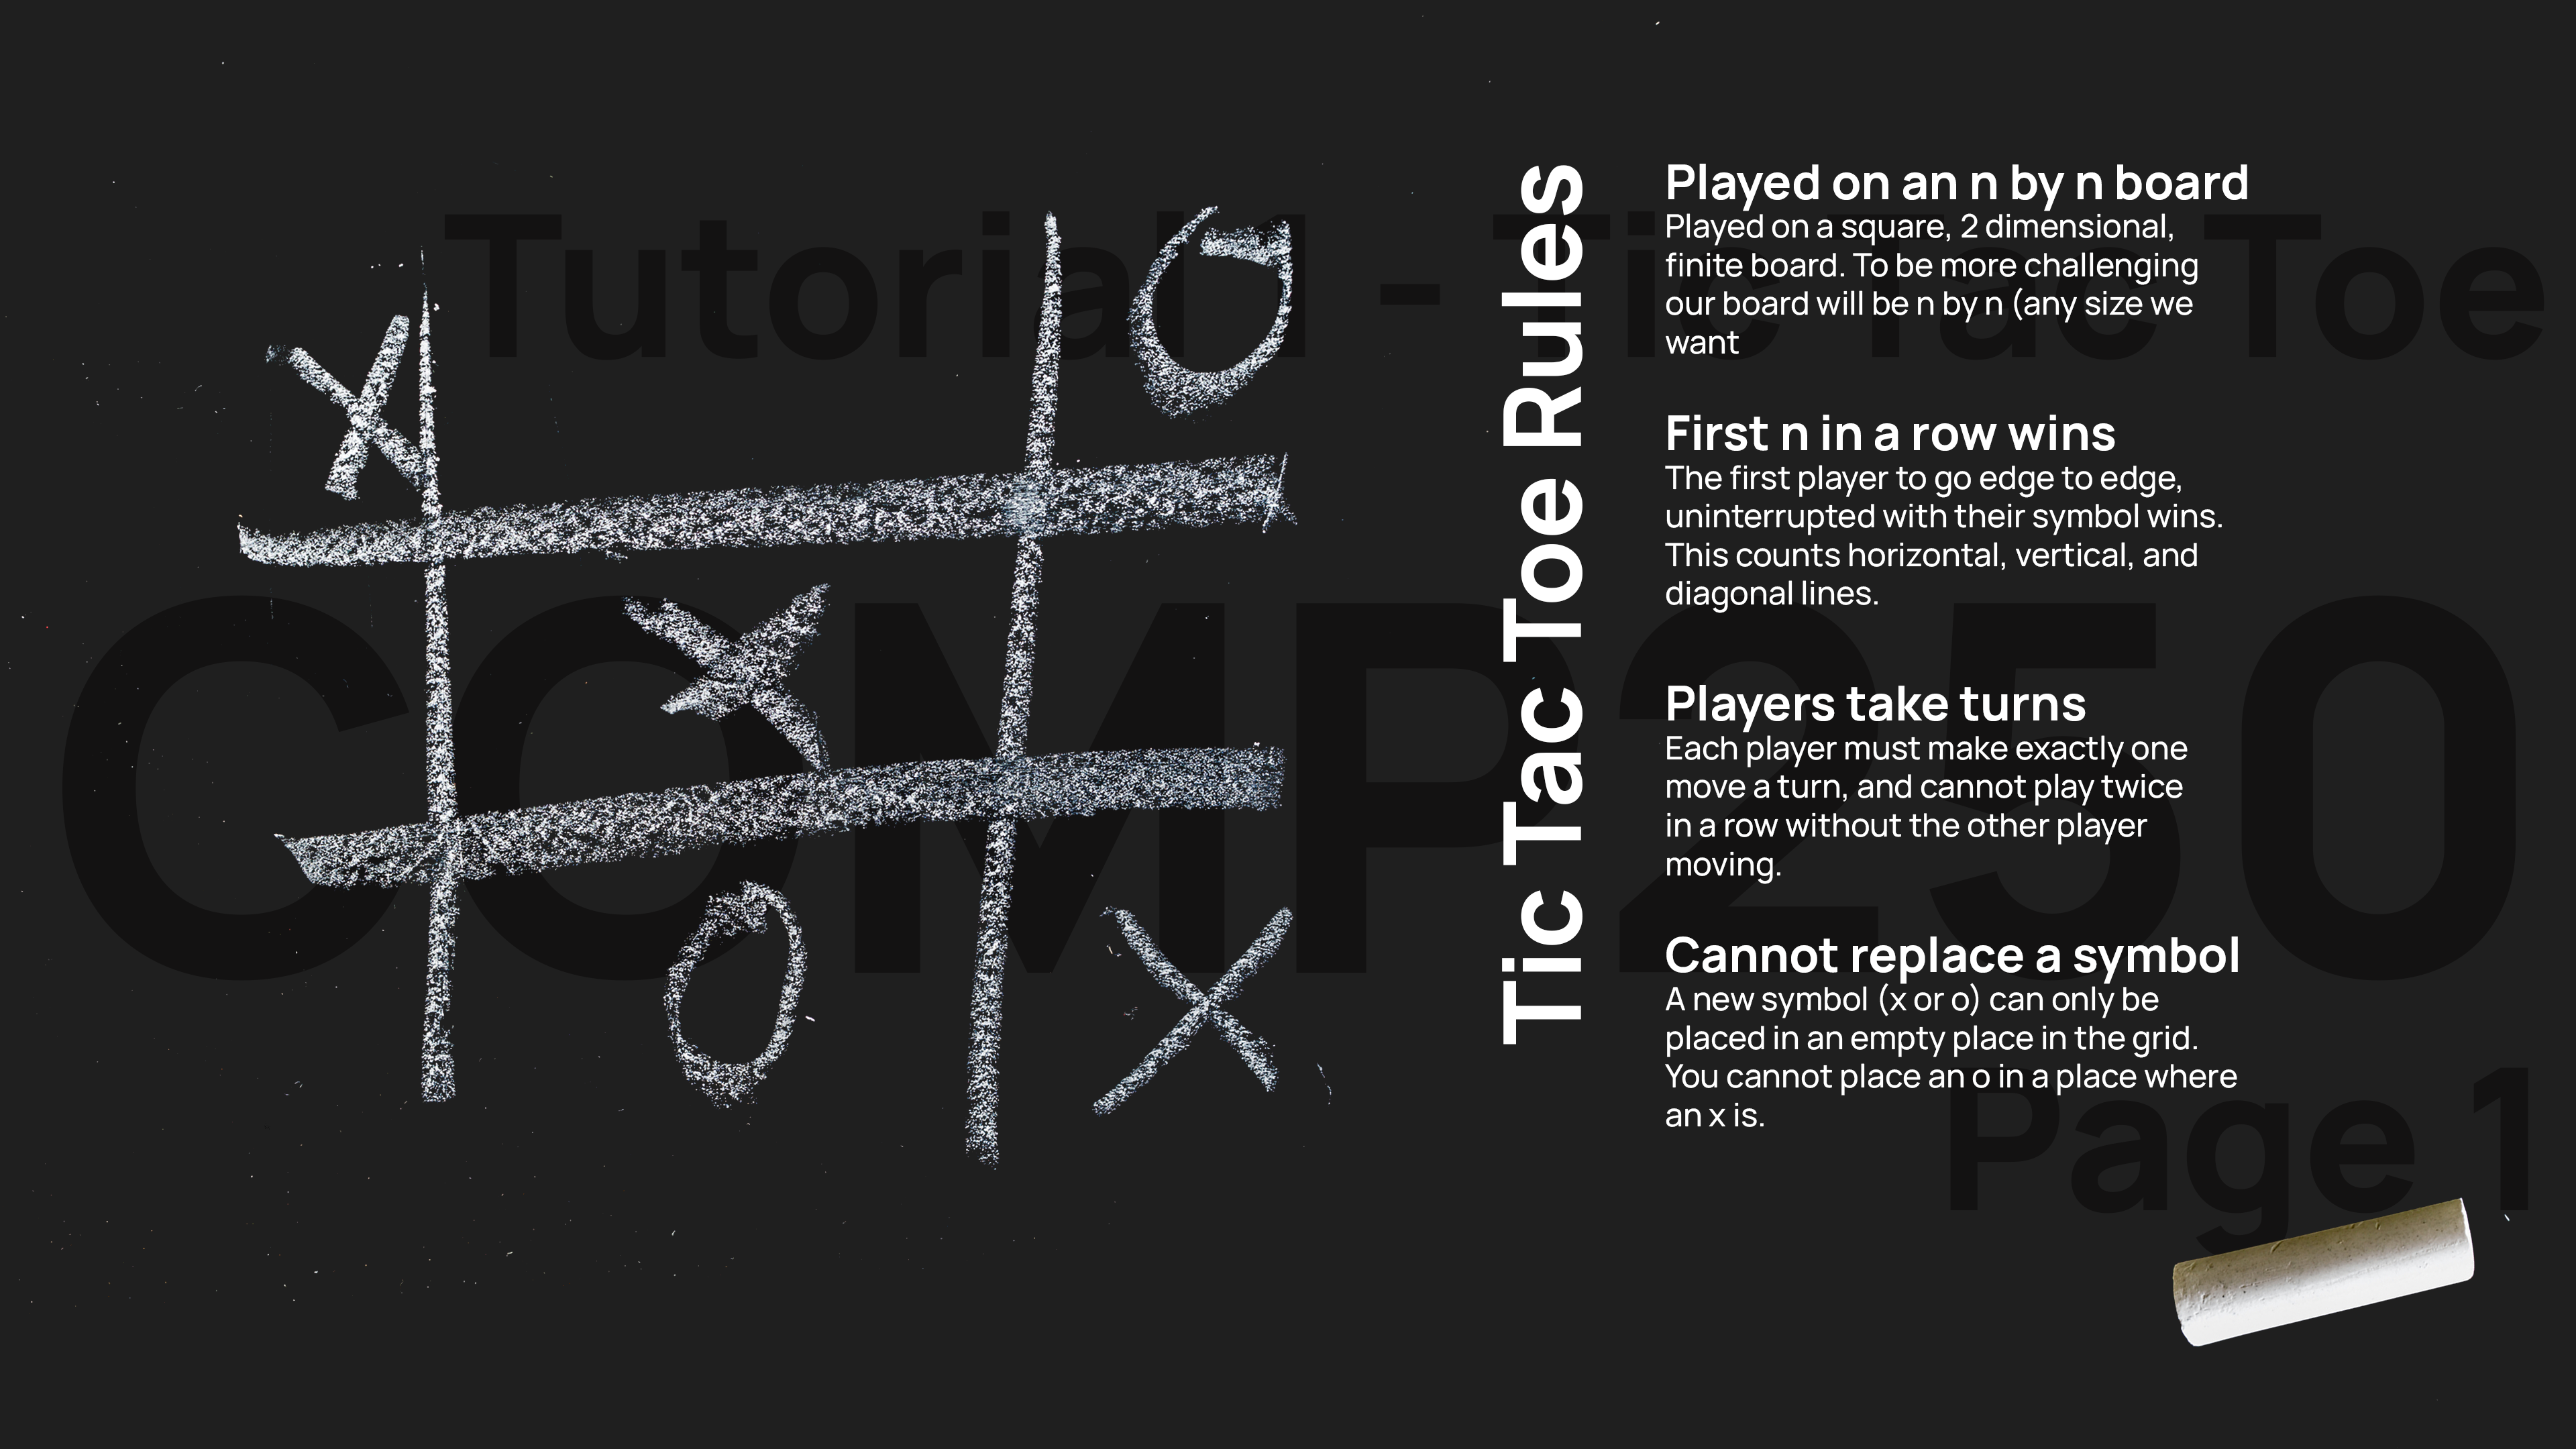 Tutorial 1 - Tic Tac Toe
COMP250
Page 1
X
O
X
O
X
Tic Tac Toe Rules
Played on an n by n board
Played on a square, 2 dimensional,
finite board. To be more challenging
our board will be n by n (any size we
want
First n in a row wins
The first player to go edge to edge,
uninterrupted with their symbol wins.
This counts horizontal, vertical, and
diagonal lines.
Players take turns
Each player must make exactly one
move a turn, and cannot play twice
in a row without the other player
moving.
Cannot replace a symbol
A new symbol (x or o) can only be
placed in an empty place in the grid.
You cannot place an o in a place where
an x is.